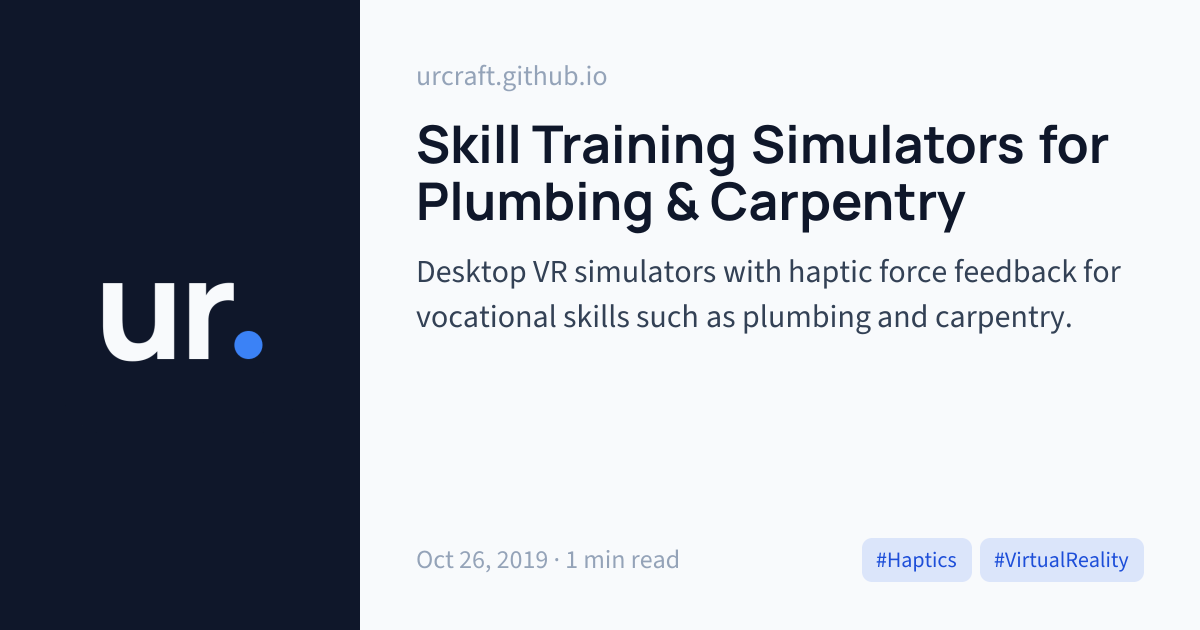 urcraft.github.io
Skill Training Simulators for
Plumbing & Carpentry
Desktop VR simulators with haptic force feedback for
vocational skills such as plumbing and carpentry.
ur.
Oct 26, 2019 · 1 min read
#Haptics
#VirtualReality